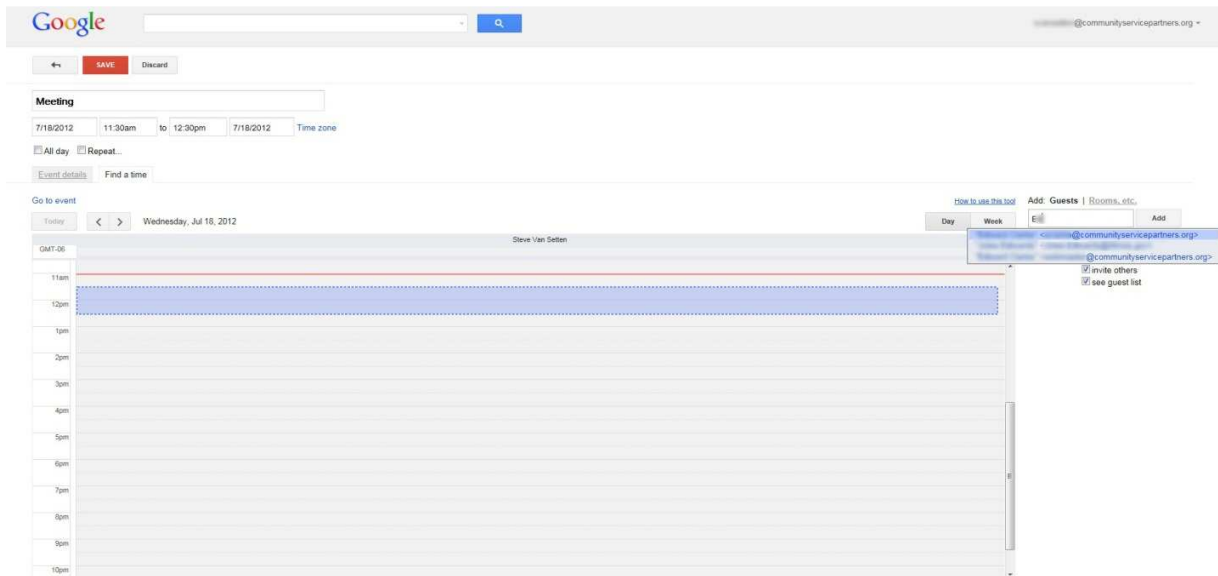 Google
@communityservicepartners.org
SAVE Discard
Meeting
7/18/2012 11:30am to 12:30pm 7/18/2012 Time zone
All day Repeat...
Event details Find a time
Go to event How to use this tool Add: Guests | Rooms, etc.
Today Wednesday, Jul 18, 2012 Day Week E Add
Steve Van Setten
<@communityservicepartners.org>
GMT-06
@communityservicepartners.org>
invite others
11am
see guest list
12pm
1pm
2pm
3pm
4pm
5pm
6pm
7pm
8pm
9pm
10pm